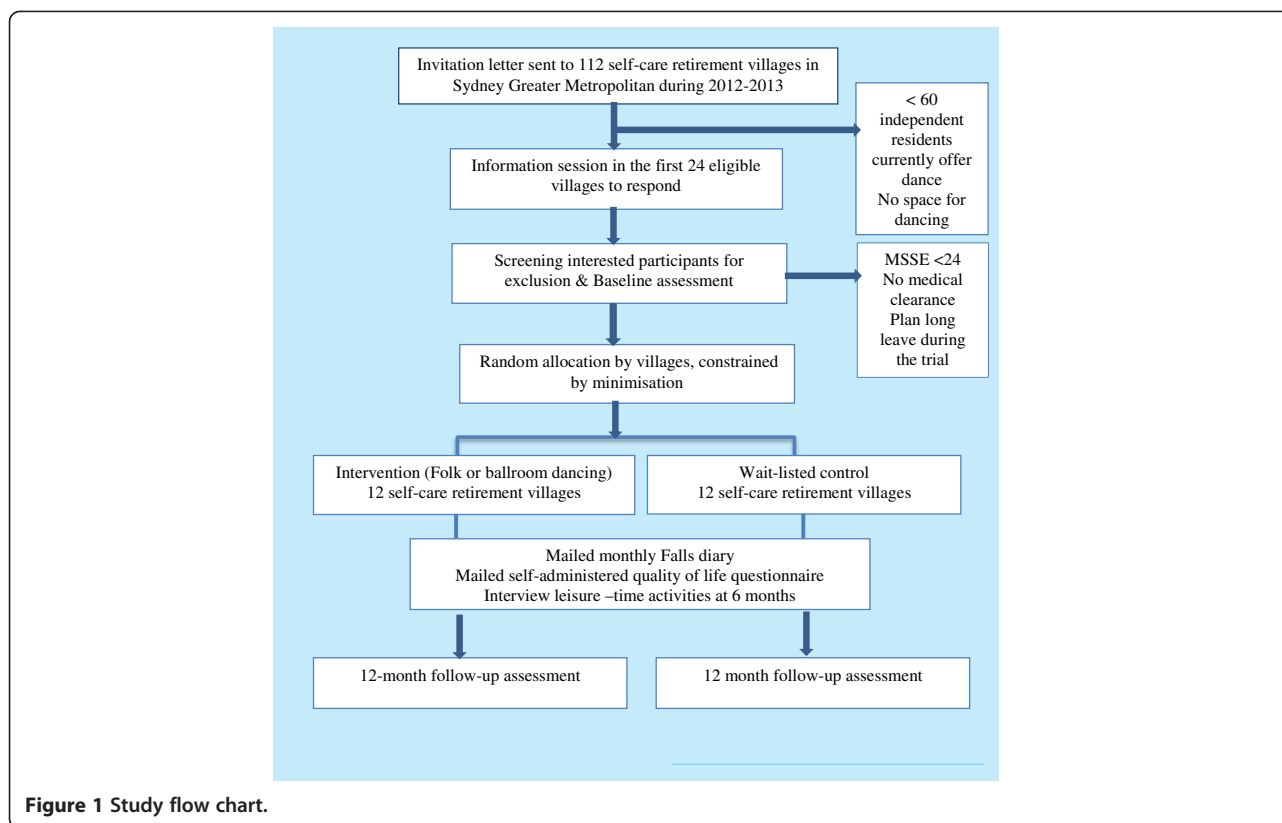 Invitation letter sent to 112 self-care retirement villages in
Sydney Greater Metropolitan during 2012-2013
< 60
independent
residents
currently offer
dance
No space for
dancing
Information session in the first 24 eligible
villages to respond
Screening interested participants for
exclusion & Baseline assessment
MSSE <24
No medical
clearance
Plan long
leave during
the trial
Random allocation by villages, constrained
by minimisation
Intervention (Folk or ballroom dancing)
12 self-care retirement villages
Wait-listed control
12 self-care retirement villages
Mailed monthly Falls diary
Mailed self-administered quality of life questionnaire
Interview leisure –time activities at 6 months
12-month follow-up assessment
12 month follow-up assessment
Figure 1 Study flow chart.